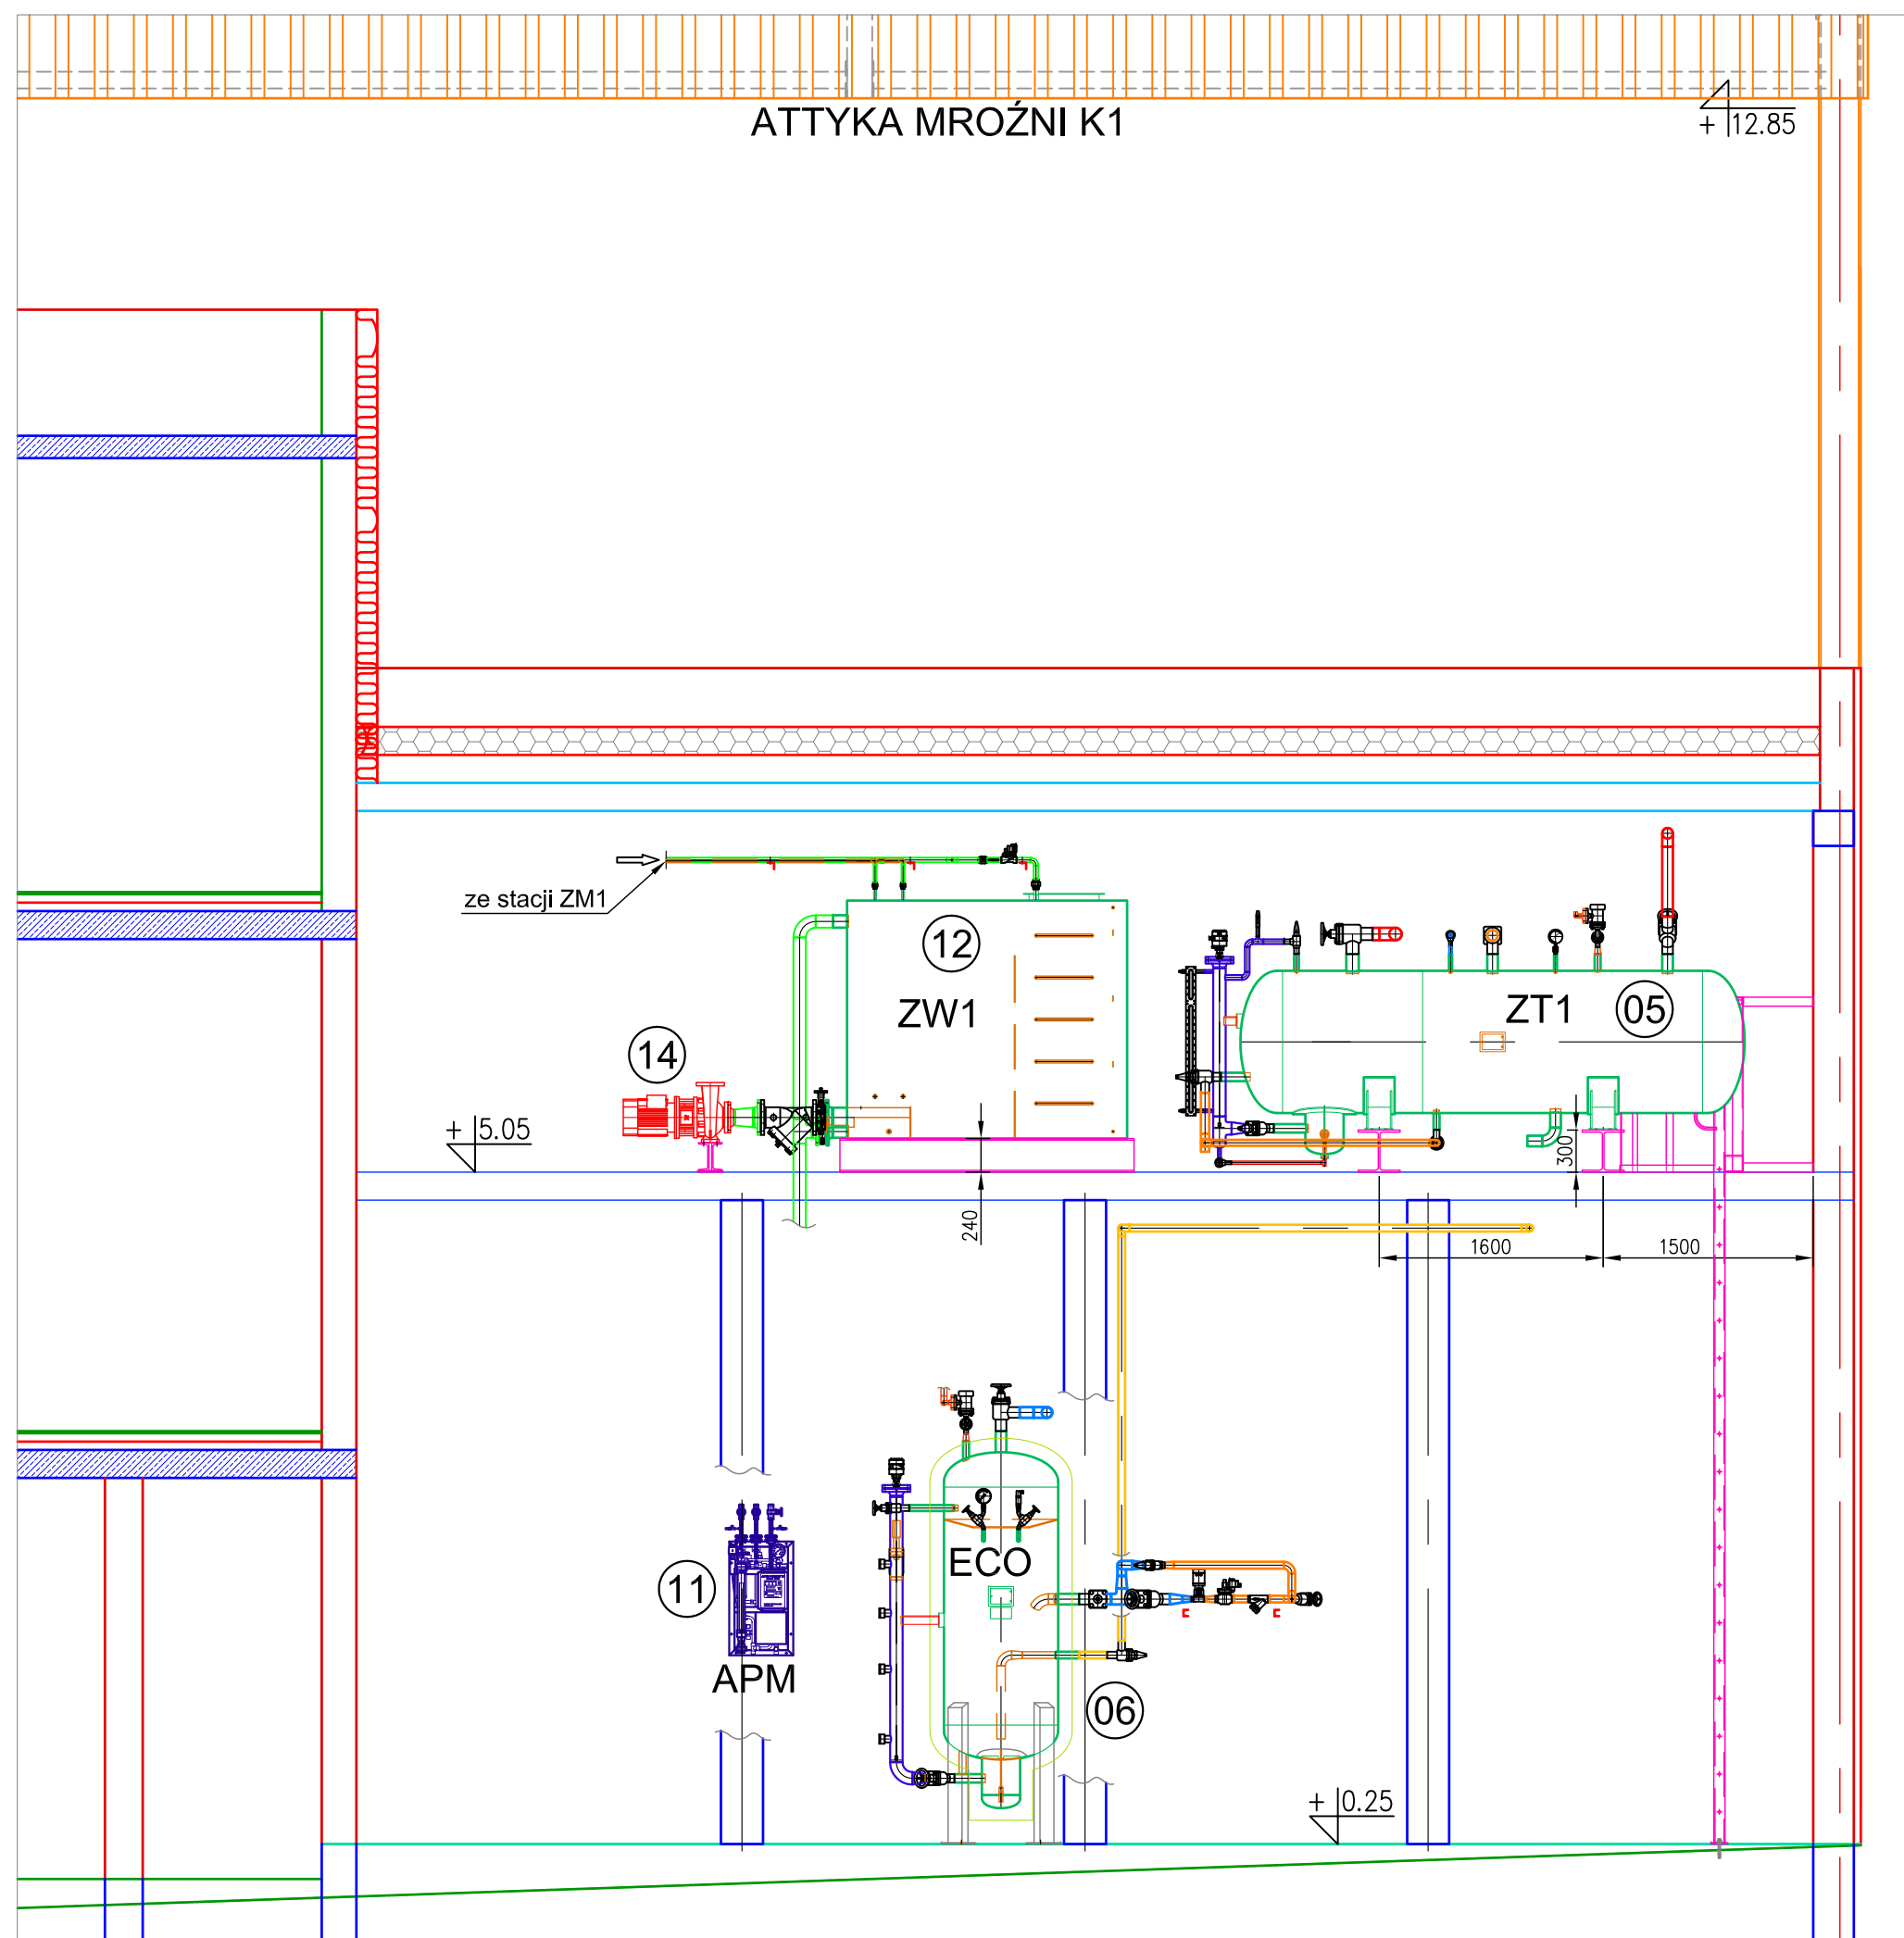 ATTYKA MROŹNI K1
+ 12.85
ze stacji ZM1
12
ZW1
ZT1
05
14
+ 5.05
300
240
1600
1500
ECO
11
APM
06
+ 0.25